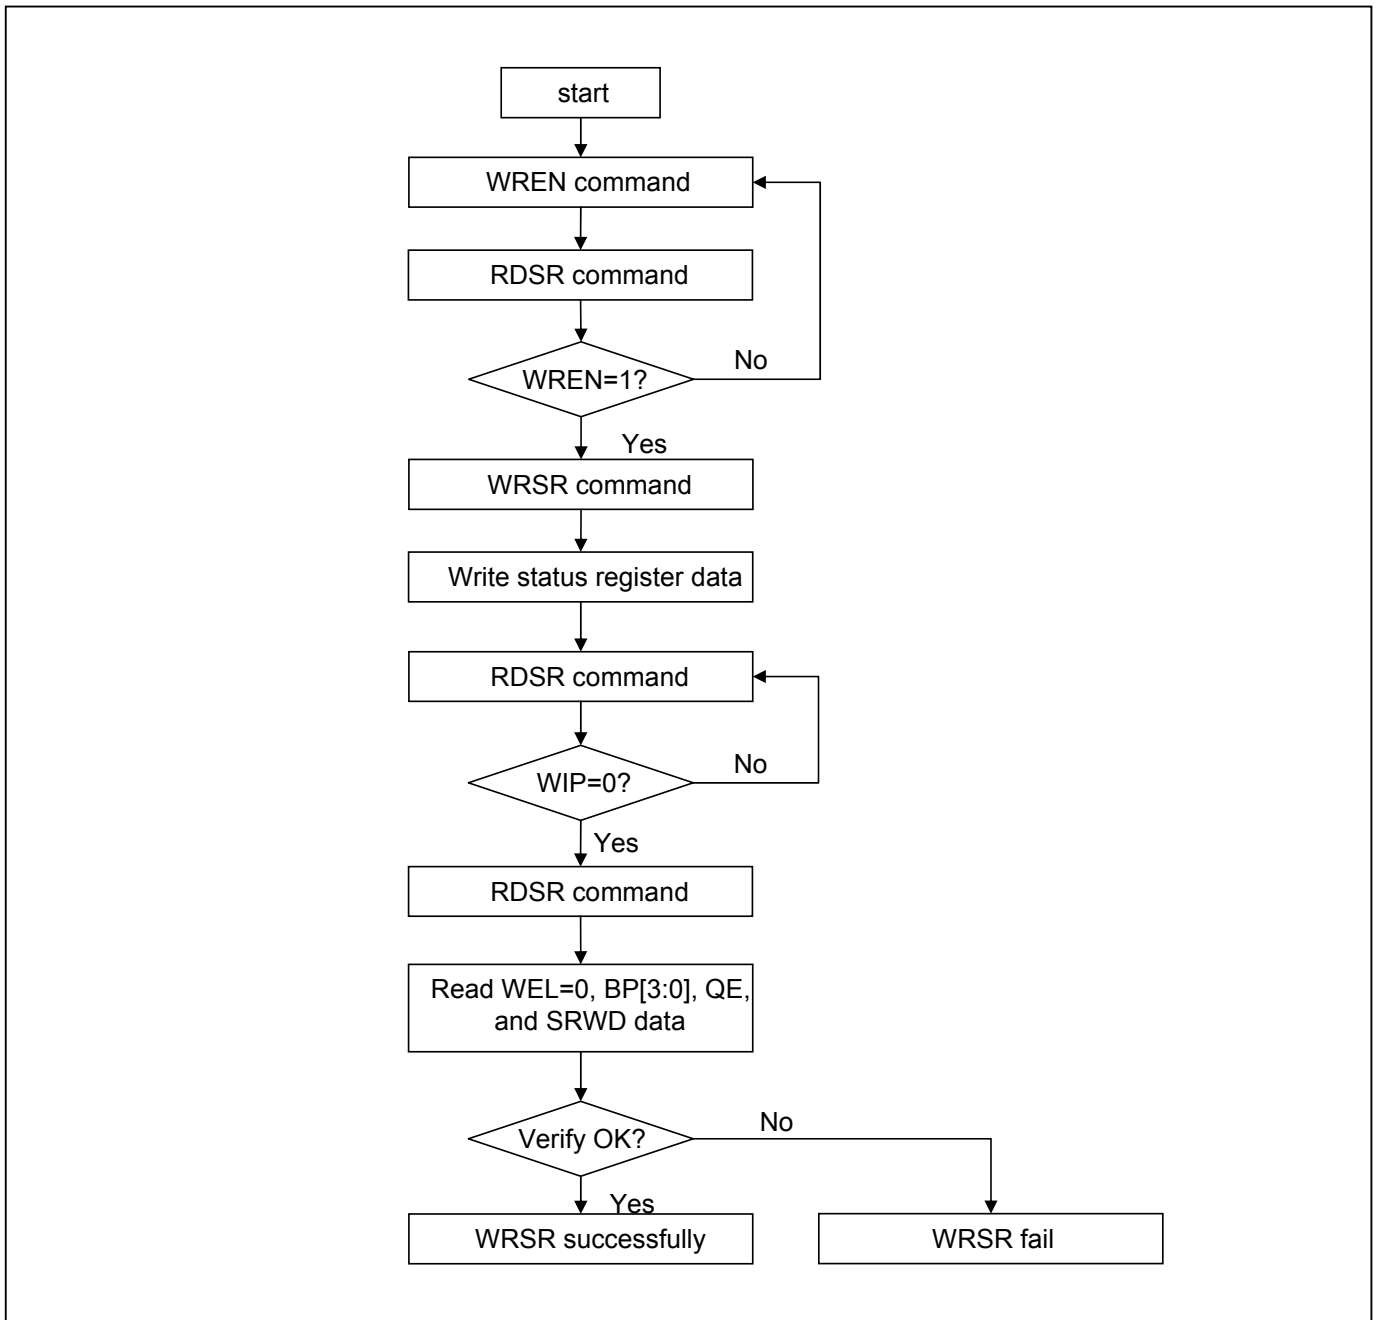 start
WREN command
RDSR command
No
WREN=1?
Yes
WRSR command
Write status register data
RDSR command
No
WIP=0?
Yes
RDSR command
Read WEL=0, BP[3:0], QE,
and SRWD data
No
Verify OK?
Yes
WRSR successfully
WRSR fail